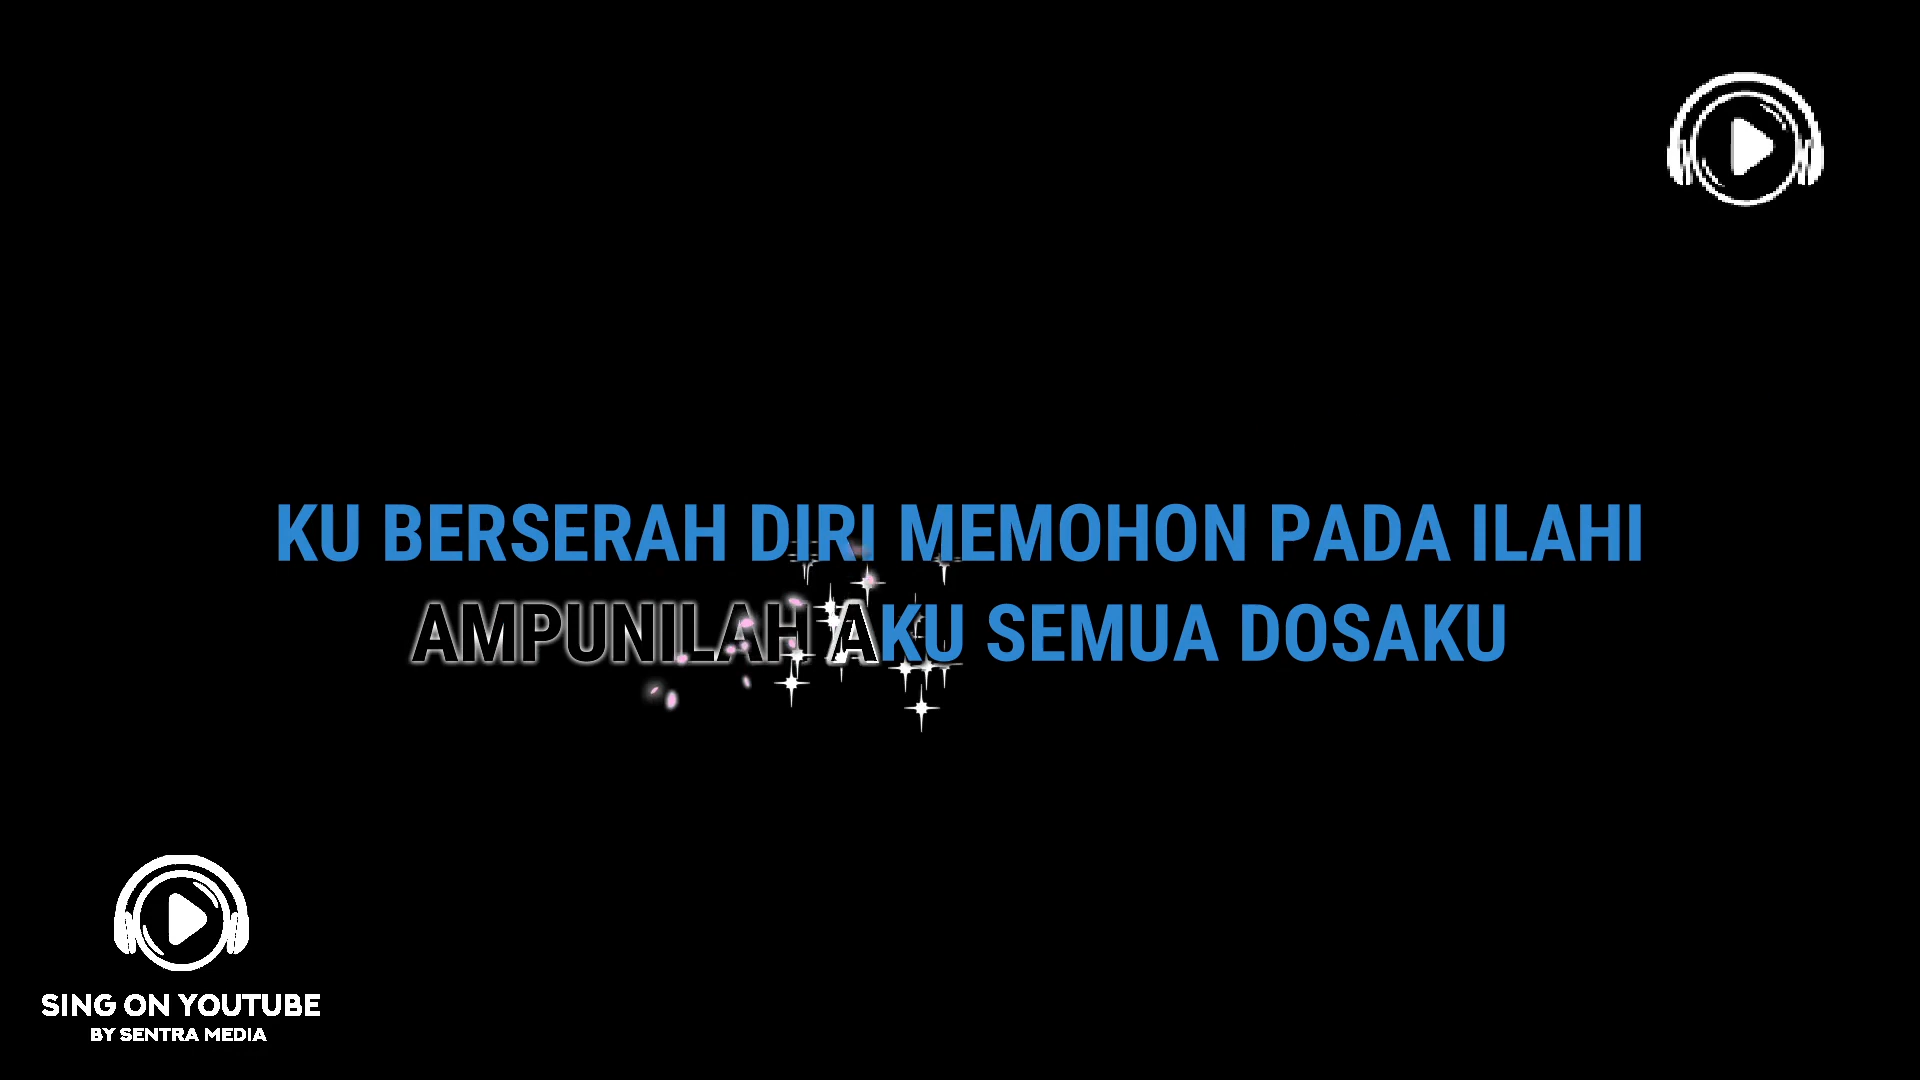 KU BERSERAH DIRI MEMOHON PADA ILAHI
AMPUNILAH AKU SEMUA DOSAKU
SING ON YOUTUBE
BY SENTRA MEDIA